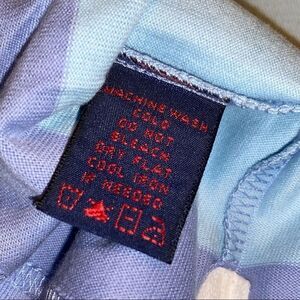 MACHINE WASH
COLD
DO NOT
BLEACH
DRY FLAT
COOL IRON
IF NEEDED